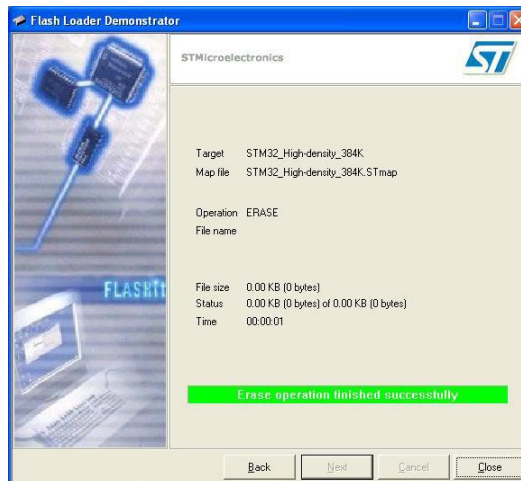 Flash Loader Demonstrator
STMicroelectronics
ST
Target STM32_High-density_384K
Map file STM32_High-density_384K.STmap
Operation ERASE
File name
File size 0.00 KB (0 bytes)
Status 0.00 KB (0 bytes) of 0.00 KB (0 bytes)
Time 00:00:01
FLASHit
Erase operation finished successfully
Back Next Cancel Close